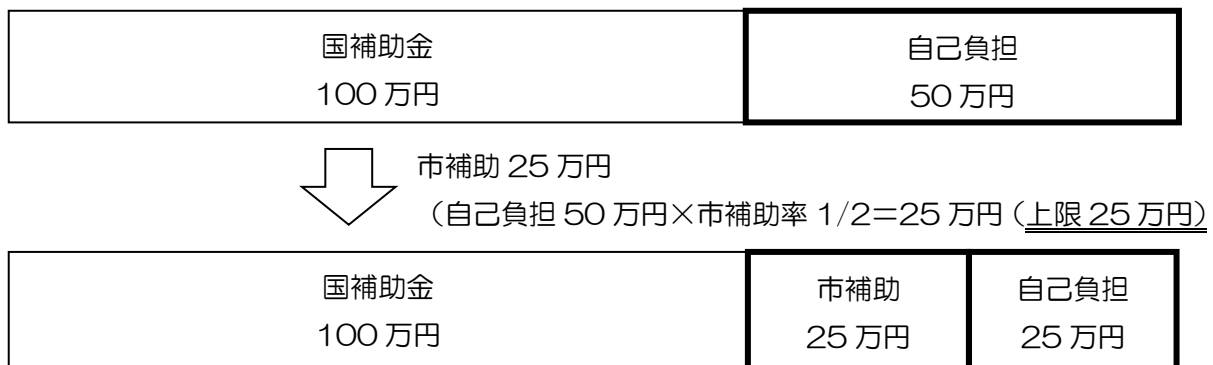 国補助金
100万円
自己負担
50万円
市補助 25万円
(自己負担 50万円×市補助率 1/2=25万円(上限 25万円)
国補助金
100万円
市補助
25万円
自己負担
25万円